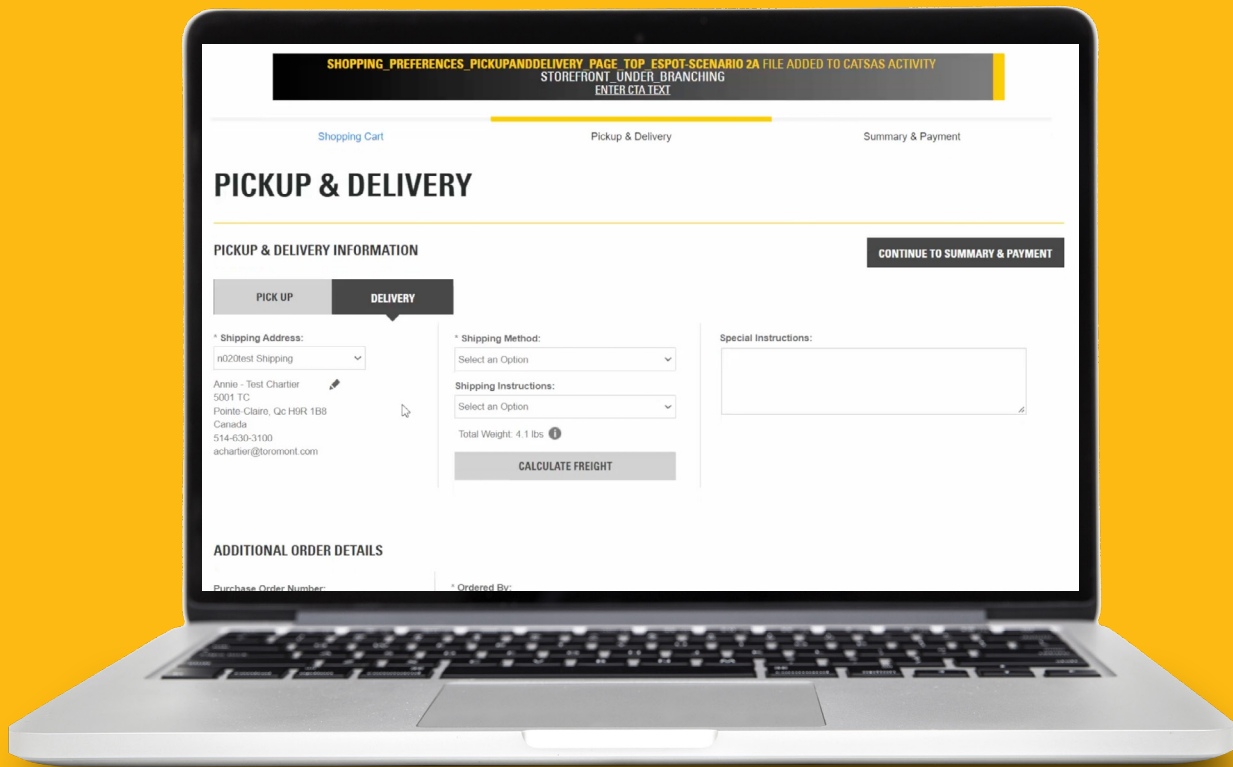 SHOPPING_PREFERENCES_PICKUPANDDELIVERY_PAGE_TOP_ESPOT-SCENARIO 2A FILE ADDED TO CATSAS ACTIVITY
STOREFRONT_UNDER_BRANCHING
ENTER CTA TEXT
Shopping Cart
Pickup & Delivery
Summary & Payment
PICKUP & DELIVERY
PICKUP & DELIVERY INFORMATION
CONTINUE TO SUMMARY & PAYMENT
PICK UP
DELIVERY
* Shipping Address:
n020test Shipping
Annie - Test Chartier
5001 TC
Pointe-Claire, Qc H9R 1B8
Canada
514-630-3100
achartier@toromont.com
* Shipping Method:
Select an Option
Shipping Instructions:
Select an Option
Total Weight: 4.1 lbs
CALCULATE FREIGHT
Special Instructions:
ADDITIONAL ORDER DETAILS
Purchase Order Number:
* Ordered By: